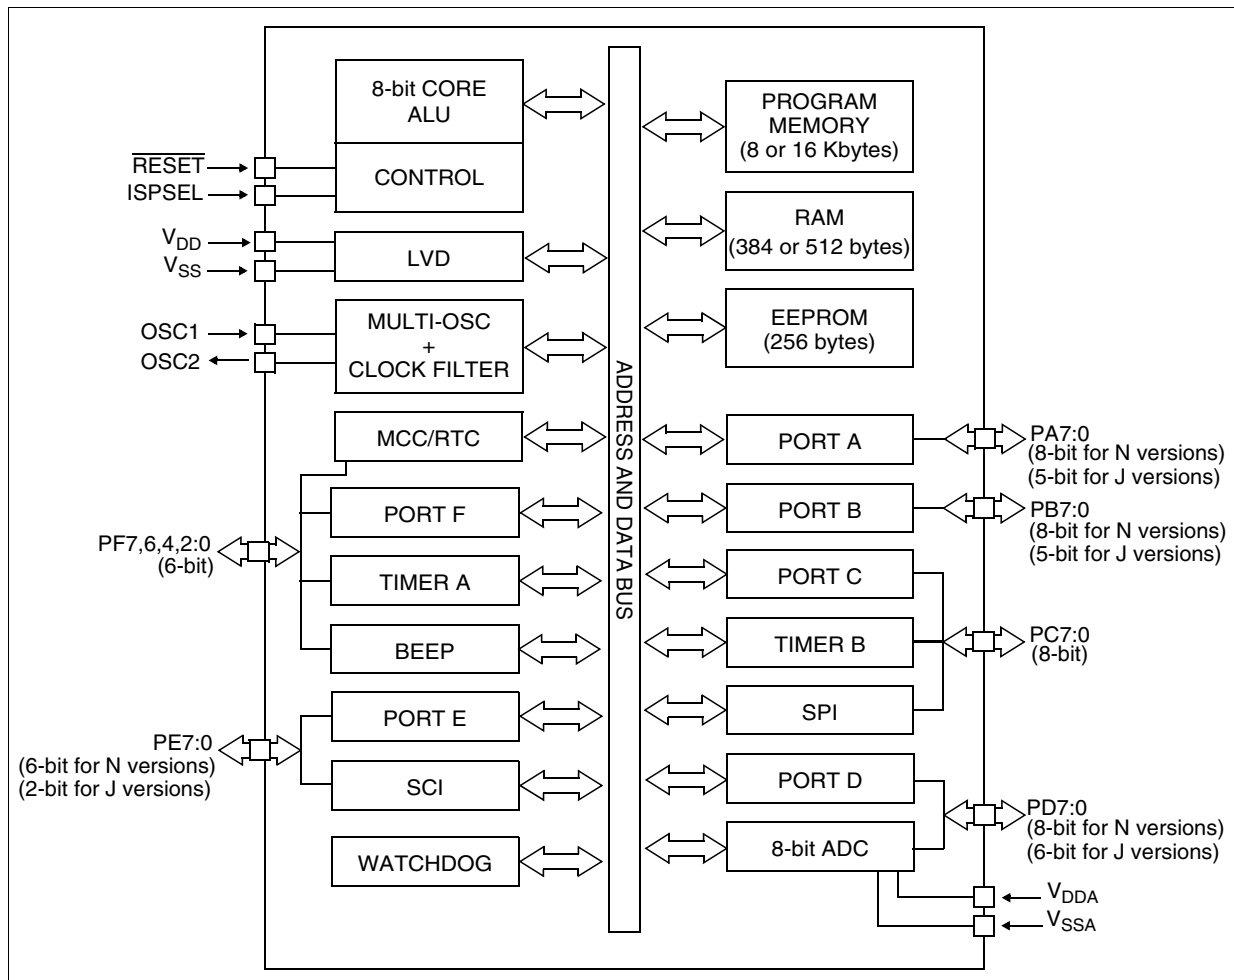 8-bit CORE
ALU
CONTROL
RESET
ISPSEL
VDD
VSS
LVD
OSC1
OSC2
MULTI-OSC
+
CLOCK FILTER
MCC/RTC
PORT F
PF7,6,4,2:0
(6-bit)
TIMER A
BEEP
PORT E
PE7:0
(6-bit for N versions)
(2-bit for J versions)
SCI
WATCHDOG
ADDRESS AND DATA BUS
PROGRAM
MEMORY
(8 or 16 Kbytes)
RAM
(384 or 512 bytes)
EEPROM
(256 bytes)
PORT A
PA7:0
(8-bit for N versions)
(5-bit for J versions)
PORT B
PB7:0
(8-bit for N versions)
(5-bit for J versions)
PORT C
TIMER B
PC7:0
(8-bit)
SPI
PORT D
PD7:0
(8-bit for N versions)
(6-bit for J versions)
8-bit ADC
VDDA
VSSA